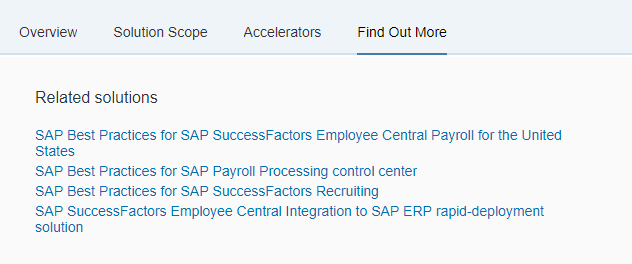 Overview Solution Scope Accelerators Find Out More
Related solutions
SAP Best Practices for SAP SuccessFactors Employee Central Payroll for the United
States
SAP Best Practices for SAP Payroll Processing control center
SAP Best Practices for SAP SuccessFactors Recruiting
SAP SuccessFactors Employee Central Integration to SAP ERP rapid-deployment
solution